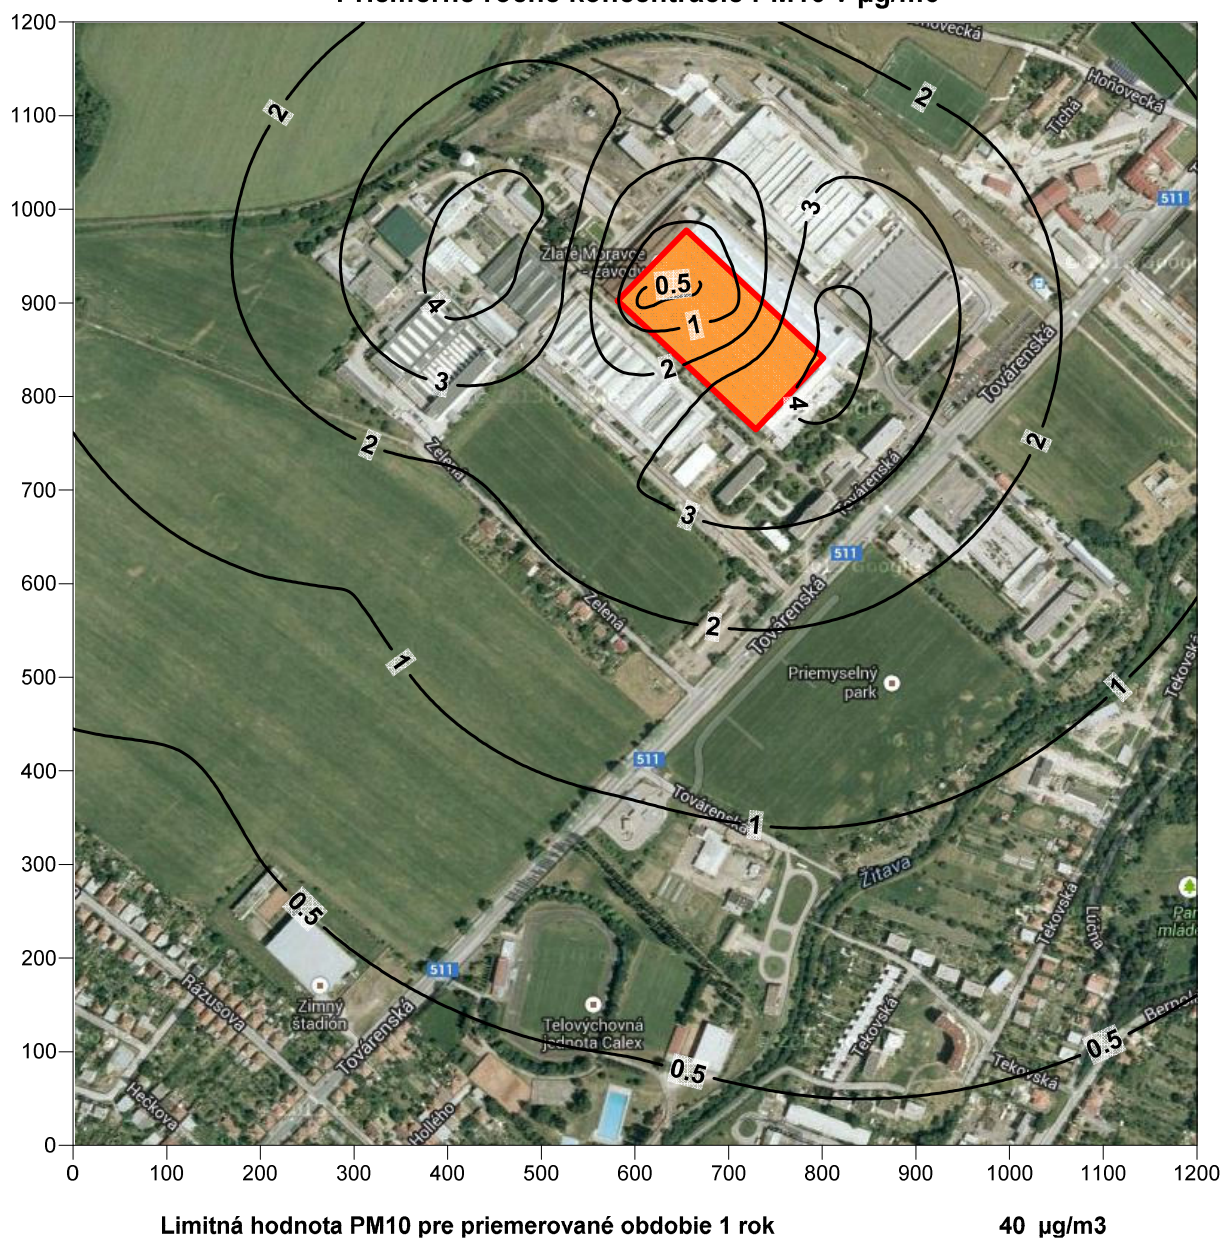 1200
1100
1000
900
800
700
600
500
400
300
200
100
0
0 100 200 300 400 500 600 700 800 900 1000 1100 1200
Hoňovecká
Tichá
511
2
2
3
Zlaté Moravce
- závody
0.5
1
4
2
3
4
Továrenská
2
2
Zelená
3
Továrenská
511
Zelená
2
Továrenská
1
Priemyselný
park
1
Tekovská
511
Továrenská
1
Žitava
0.5
Tekovská
Lúčna
511
Rázusova
Zimný
štadión
Továrenská
Telovýchovná
jednota Calex
Tekovská
0.5
0.5
Tekovská
Heckova
Hollého
Limitná hodnota PM10 pre priemerované obdobie 1 rok 40 µg/m3